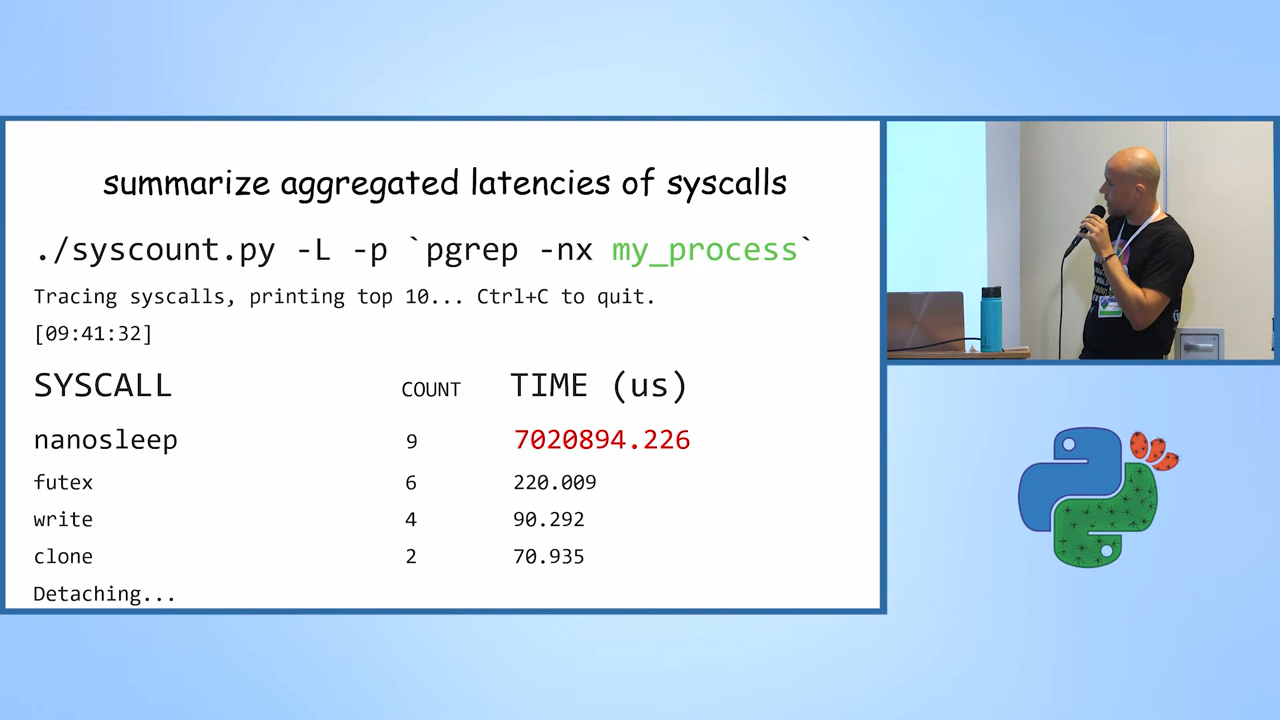 summarize aggregated latencies of syscalls
./syscount.py -L -p `pgrep -nx my_process`
Tracing syscalls, printing top 10... Ctrl+C to quit.
[09:41:32]
SYSCALL COUNT TIME (us)
nanosleep 9 7020894.226
futex 6 220.009
write 4 90.292
clone 2 70.935
Detaching...